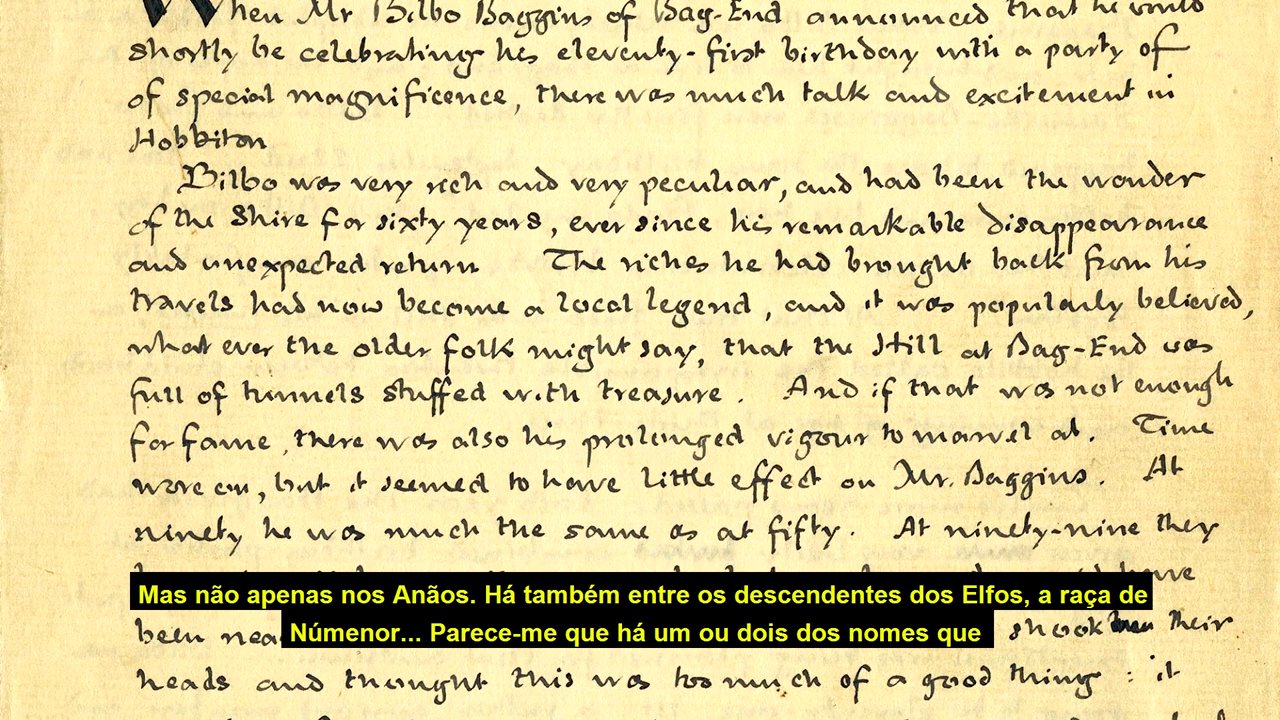 When Mr Bilbo Baggins of Bag-End announced that he would
shortly be celebrating his eleventy-first birthday with a party of
of special magnificence, there was much talk and excitement in
Hobbiton
Bilbo was very rich and very peculiar, and had been the wonder
of the Shire for sixty years, ever since his remarkable disappearance
and unexpected return The riches he had brought back from his
travels had now become a local legend, and it was popularly believed,
what ever the older folk might say, that the Hill at Bag-End was
full of tunnels stuffed with treasure. And if that was not enough
for fame, there was also his prolonged vigour to marvel at. Time
wore on, but it seemed to have little effect on Mr. Baggins. At
ninety he was much the same as at fifty. At ninety-nine they
have
Mas não apenas nos Anãos. Há também entre os descendentes dos Elfos, a raça de
Númenor... Parece-me que há um ou dois dos nomes que
been shook their
heads and thought this was too much of a good thing : it